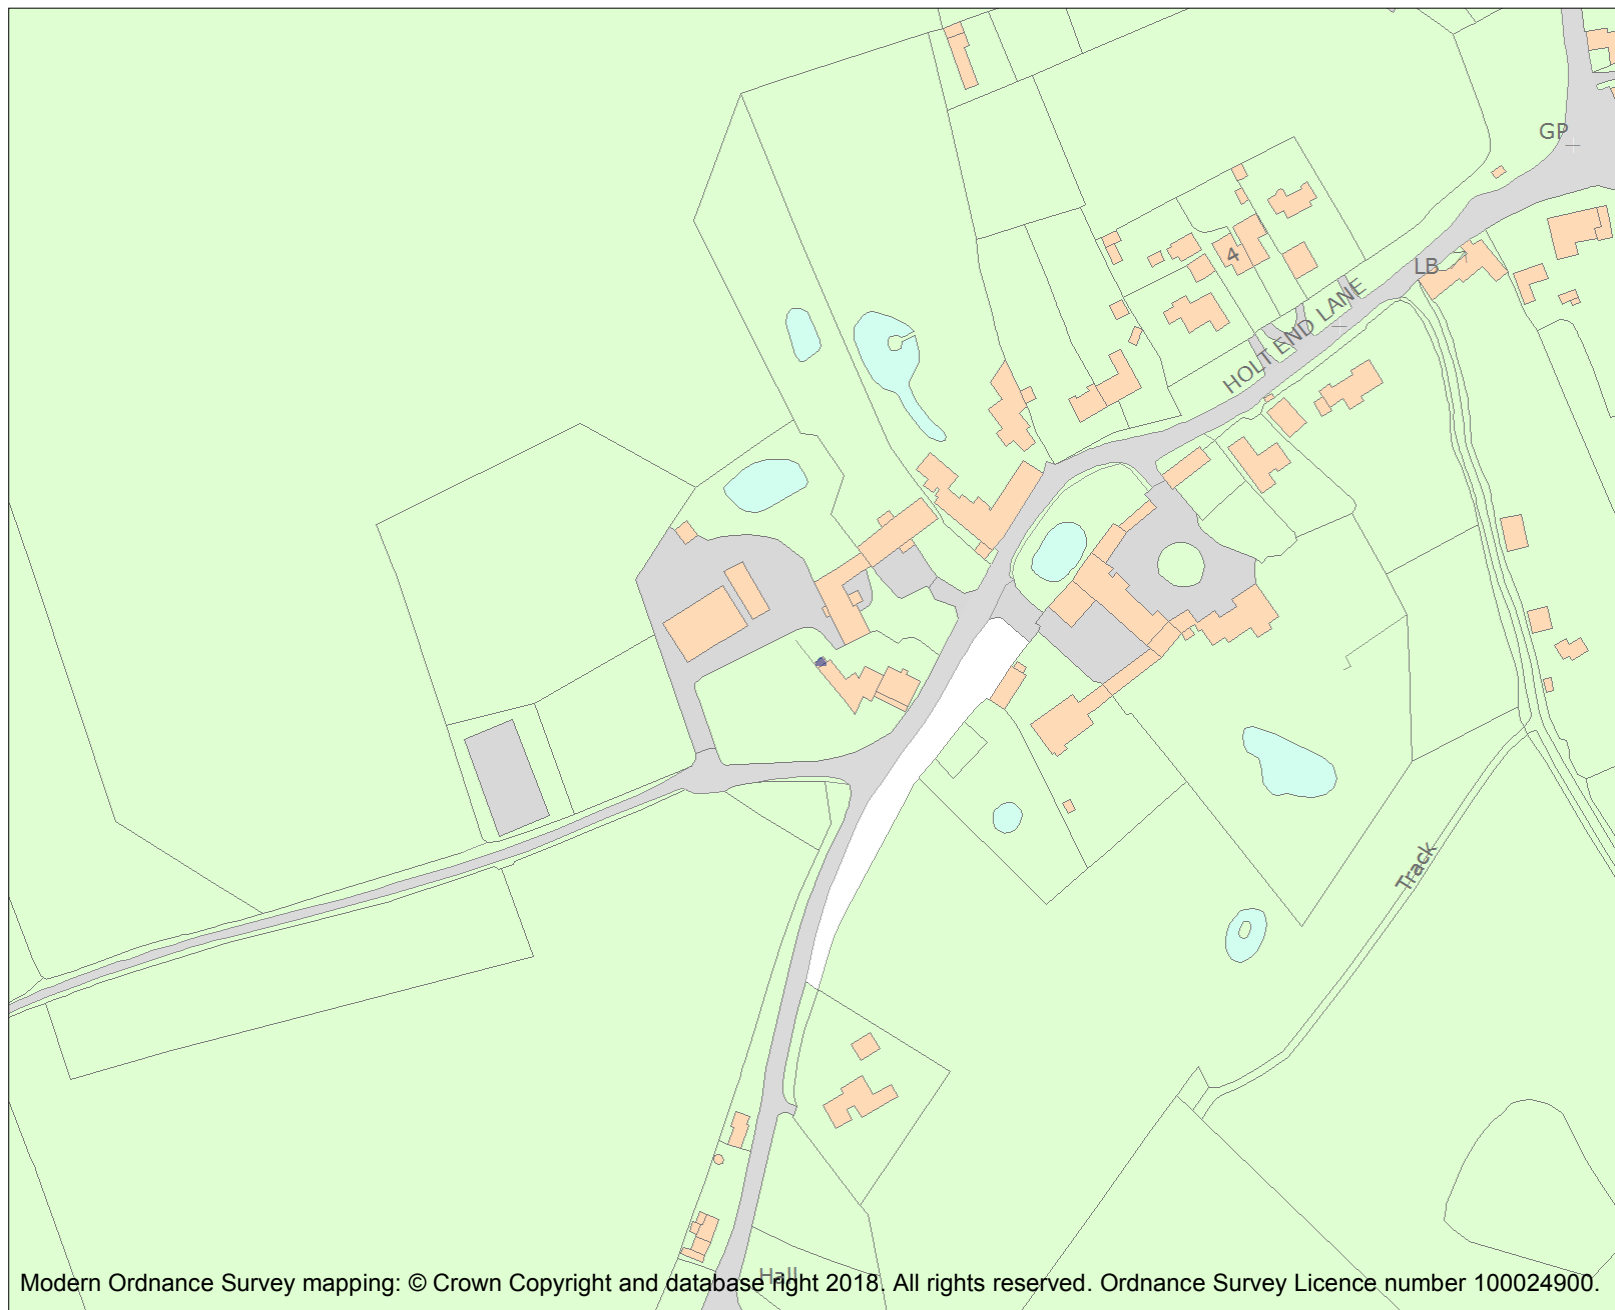 GP
4
LB
HOLT END LANE
Track
Hall
Modern Ordnance Survey mapping: © Crown Copyright and database right 2018. All rights reserved. Ordnance Survey Licence number 100024900.